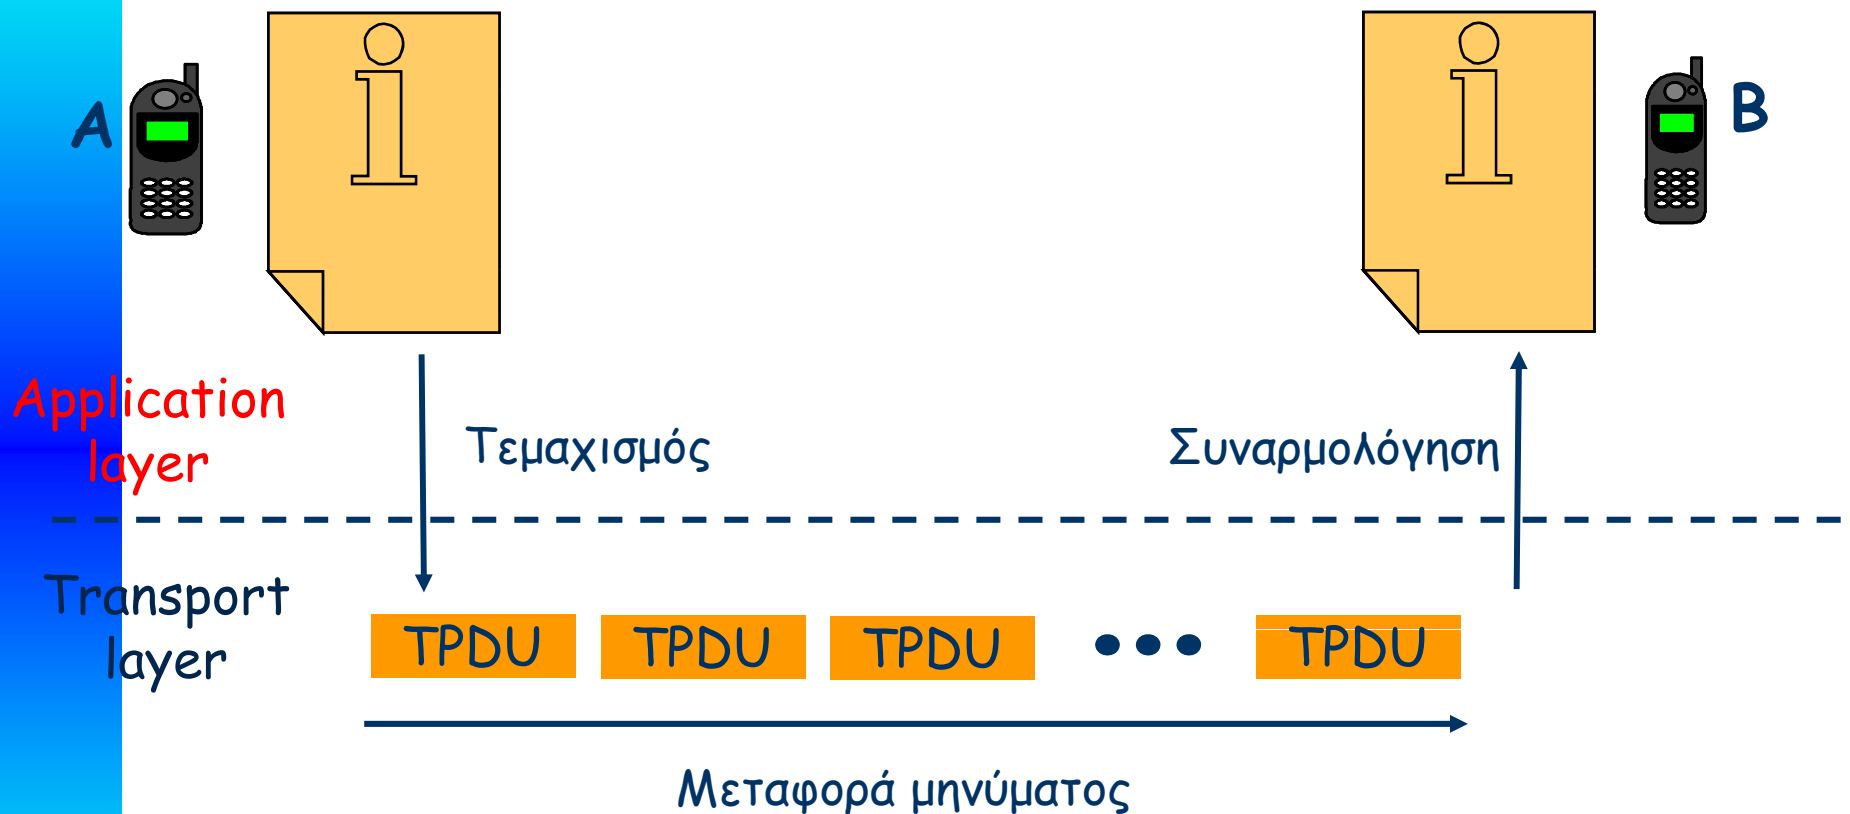 A
B
Application
layer
Τεμαχισμός
Συναρμολόγηση
Transport
layer
TPDU TPDU TPDU ••• TPDU
Μεταφορά μηνύματος